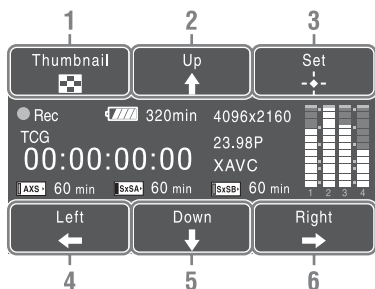 1 2 3
Thumbnail Up Set
Rec 320min 4096x2160
TCG 23.98P
00:00:00:00 XAVC
AXS 60 min SxSA 60 min SxSB 60 min 1 2 3 4
Left Down Right
4 5 6